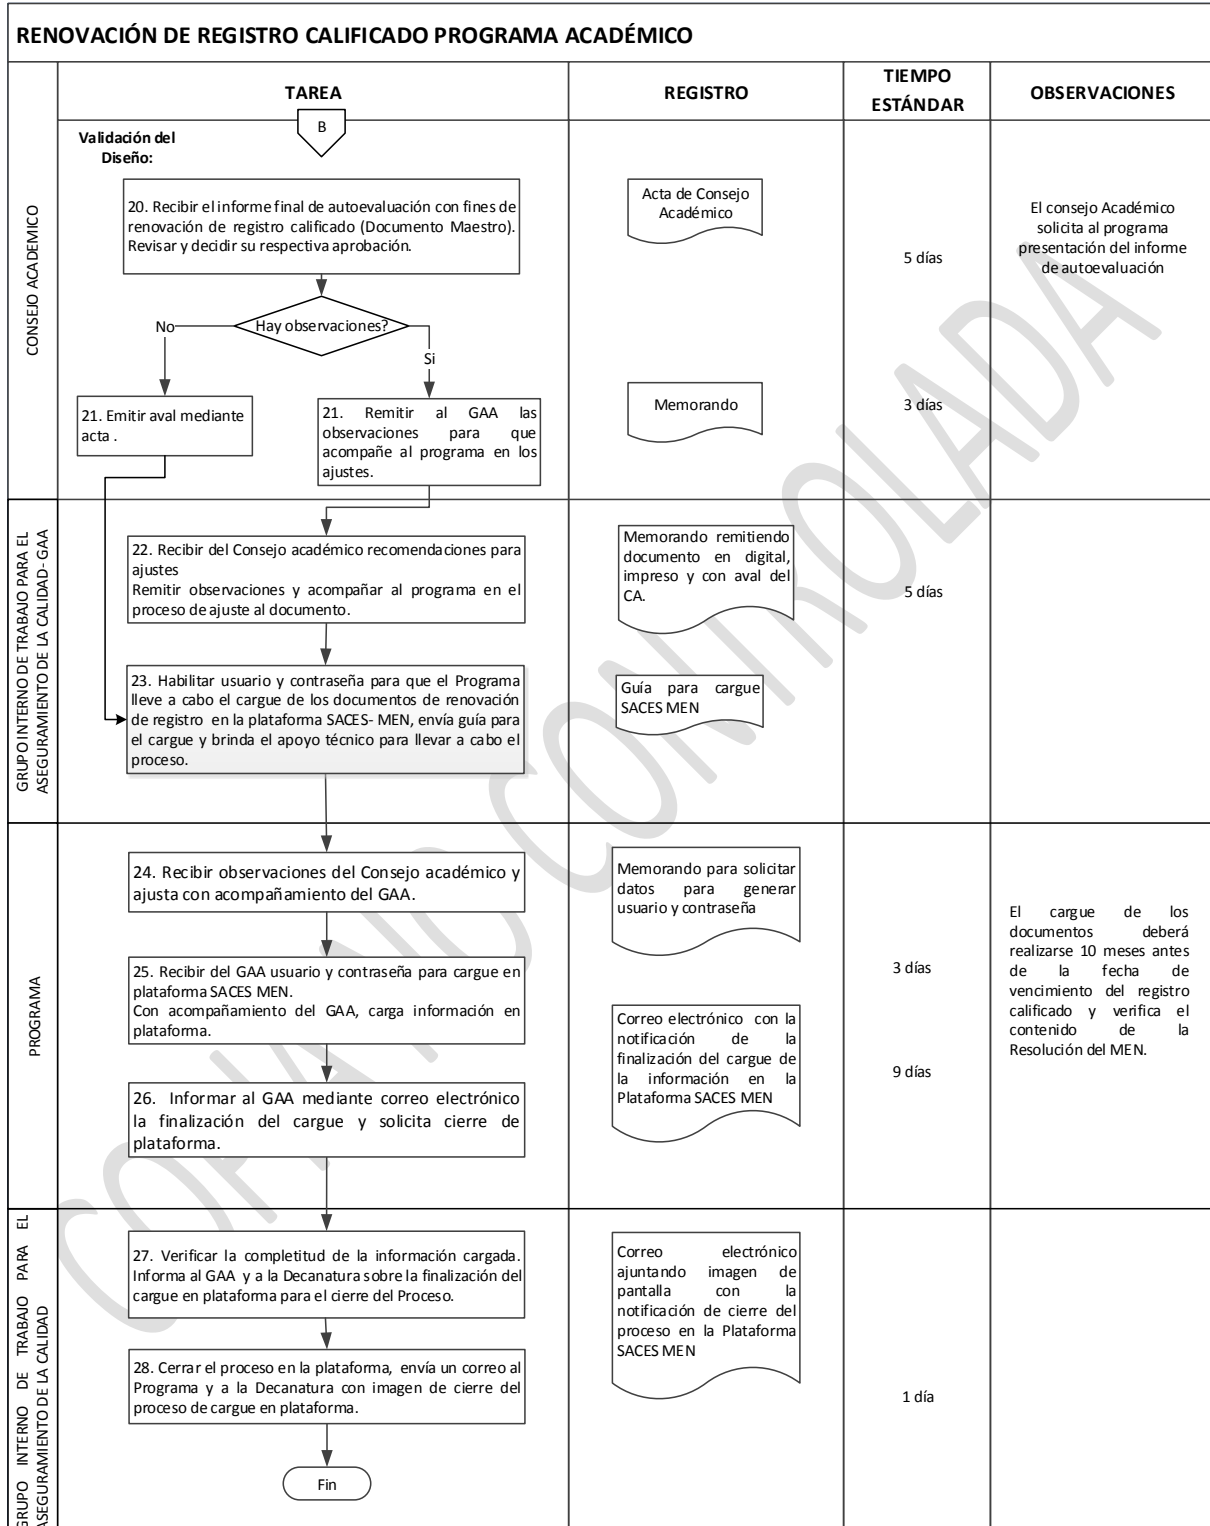 RENOVACIÓN DE REGISTRO CALIFICADO PROGRAMA ACADÉMICO
TAREA
REGISTRO
TIEMPO
ESTÁNDAR
OBSERVACIONES
CONSEJO ACADEMICO
B
Validación del
Diseño:
20. Recibir el informe final de autoevaluación con fines de
renovación de registro calificado (Documento Maestro).
Revisar y decidir su respectiva aprobación.
Acta de Consejo
Académico
5 días
El consejo Académico
solicita al programa
presentación del informe
de autoevaluación
Hay observaciones?
No
Si
21. Emitir aval mediante
acta .
21. Remitir al GAA las
observaciones para que
acompañe al programa en los
ajustes.
Memorando
3 días
GRUPO INTERNO DE TRABAJO PARA EL
ASEGURAMIENTO DE LA CALIDAD- GAA
22. Recibir del Consejo académico recomendaciones para
ajustes
Remitir observaciones y acompañar al programa en el
proceso de ajuste al documento.
Memorando remitiendo
documento en digital,
impreso y con aval del
CA.
5 días
23. Habilitar usuario y contraseña para que el Programa
lleve a cabo el cargue de los documentos de renovación
de registro en la plataforma SACES- MEN, envía guía para
el cargue y brinda el apoyo técnico para llevar a cabo el
proceso.
Guía para cargue
SACES MEN
PROGRAMA
24. Recibir observaciones del Consejo académico y
ajusta con acompañamiento del GAA.
Memorando para solicitar
datos para generar
usuario y contraseña
25. Recibir del GAA usuario y contraseña para cargue en
plataforma SACES MEN.
Con acompañamiento del GAA, carga información en
plataforma.
3 días
El cargue de los
documentos deberá
realizarse 10 meses antes
de la fecha de
vencimiento del registro
calificado y verifica el
contenido de la
Resolución del MEN.
Correo electrónico con la
notificación de la
finalización del cargue de
la información en la
Plataforma SACES MEN
9 días
26. Informar al GAA mediante correo electrónico
la finalización del cargue y solicita cierre de
plataforma.
GRUPO INTERNO DE TRABAJO PARA EL
ASEGURAMIENTO DE LA CALIDAD
27. Verificar la completitud de la información cargada.
Informa al GAA y a la Decanatura sobre la finalización del
cargue en plataforma para el cierre del Proceso.
Correo electrónico
ajuntando imagen de
pantalla con la
notificación de cierre del
proceso en la Plataforma
SACES MEN
28. Cerrar el proceso en la plataforma, envía un correo al
Programa y a la Decanatura con imagen de cierre del
proceso de cargue en plataforma.
1 día
Fin
COPIA NO CONTROLADA